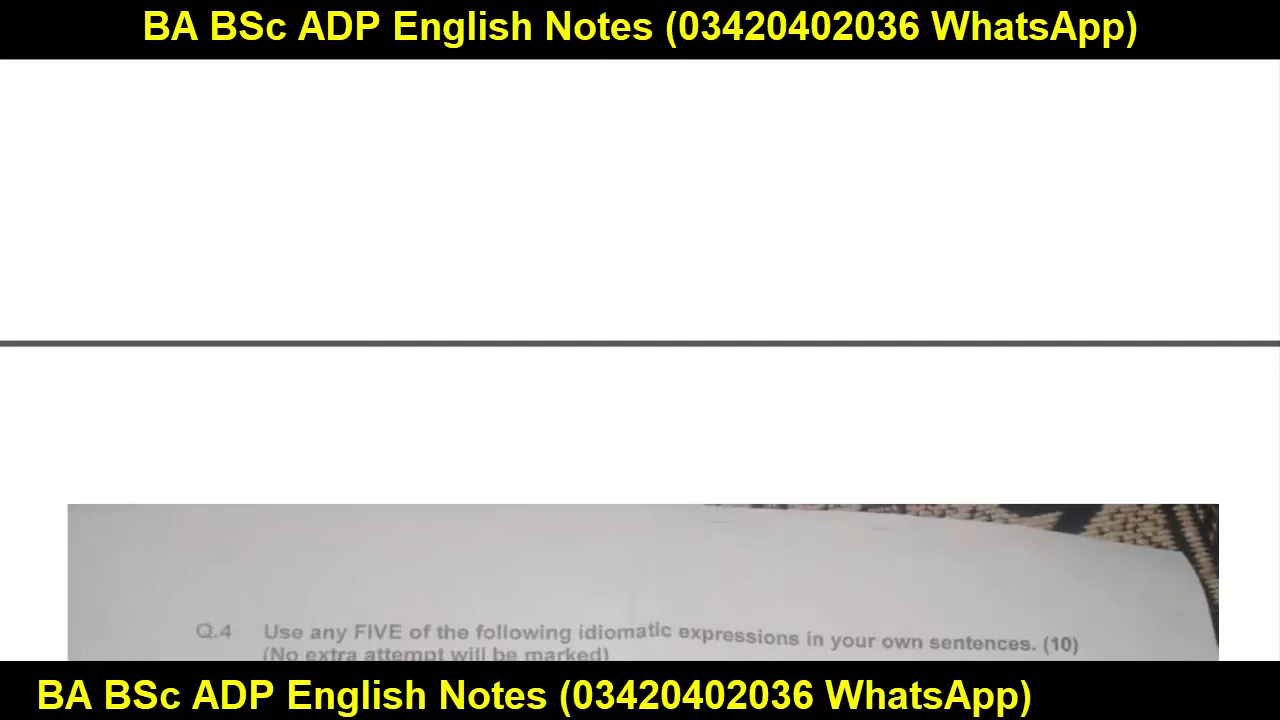 BA BSc ADP English Notes (03420402036 WhatsApp)
Q.4 Use any FIVE of the following idiomatic expressions in your own sentences. (10)
(No extra attempt will be marked)
BA BSc ADP English Notes (03420402036 WhatsApp)